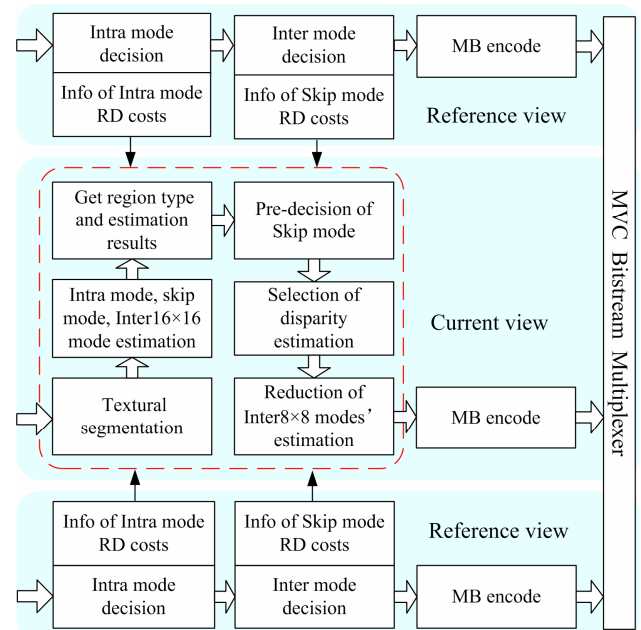 Intra mode
decision
Info of Intra mode
RD costs
Inter mode
decision
Info of Skip mode
RD costs
MB encode
Reference view
Get region type
and estimation
results
Pre-decision of
Skip mode
Intra mode, skip
mode, Inter16×16
mode estimation
Selection of
disparity
estimation
Current view
Textural
segmentation
Reduction of
Inter8×8 modes’
estimation
MB encode
Info of Intra mode
RD costs
Intra mode
decision
Info of Skip mode
RD costs
Inter mode
decision
Reference view
MB encode
MVC Bitstream Multiplexer